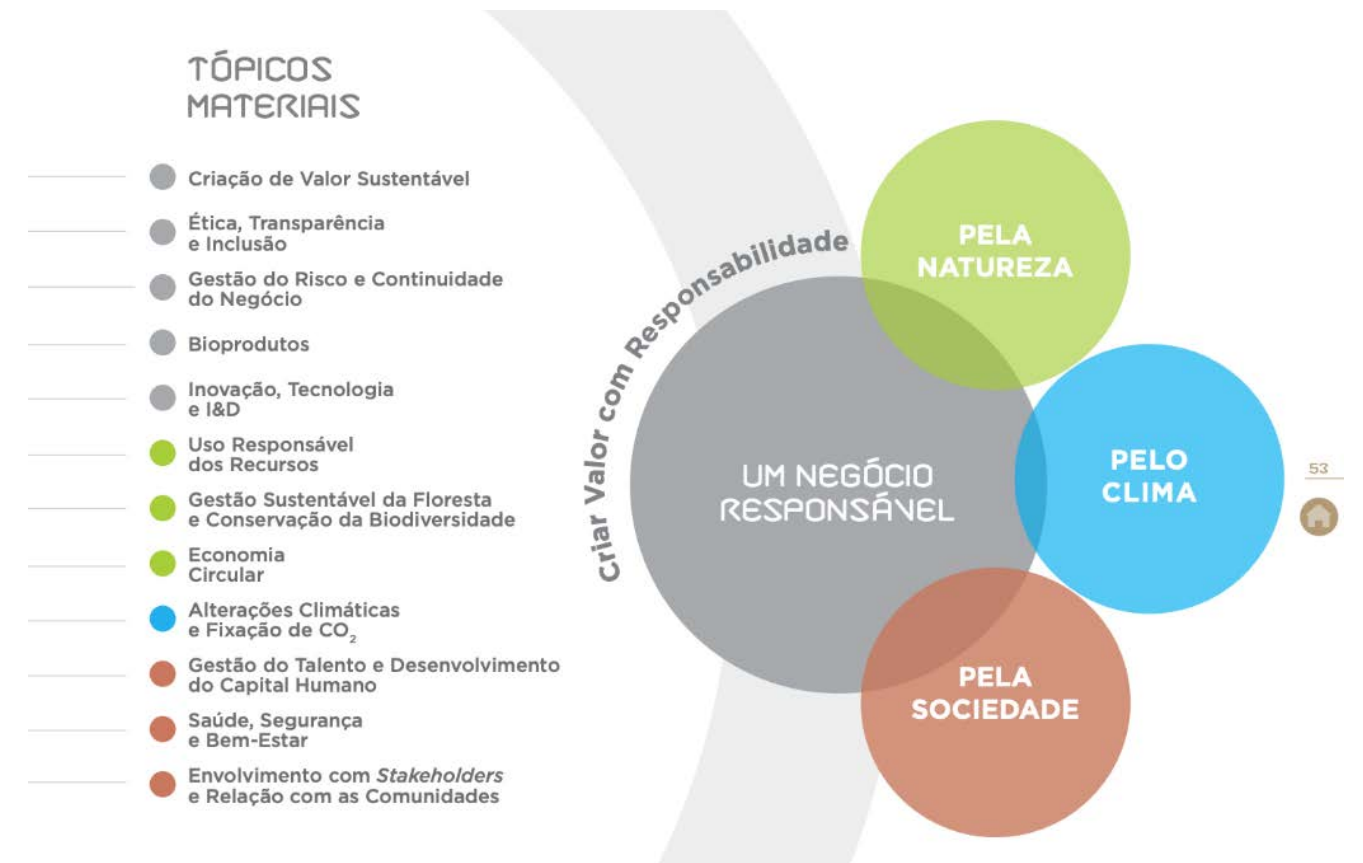 TÓPICOS
MATERIAIS
Criação de Valor Sustentável
Ética, Transparência
e Inclusão
Gestão do Risco e Continuidade
do Negócio
Bioprodutos
Inovação, Tecnologia
e I&D
Uso Responsável
dos Recursos
Gestão Sustentável da Floresta
e Conservação da Biodiversidade
Economia
Circular
Alterações Climáticas
e Fixação de CO₂
Gestão do Talento e Desenvolvimento
do Capital Humano
Saúde, Segurança
e Bem-Estar
Envolvimento com Stakeholders
e Relação com as Comunidades
Criar Valor com Responsabilidade
UM NEGÓCIO
RESPONSÁVEL
PELA
NATUREZA
PELO
CLIMA
PELA
SOCIEDADE
53